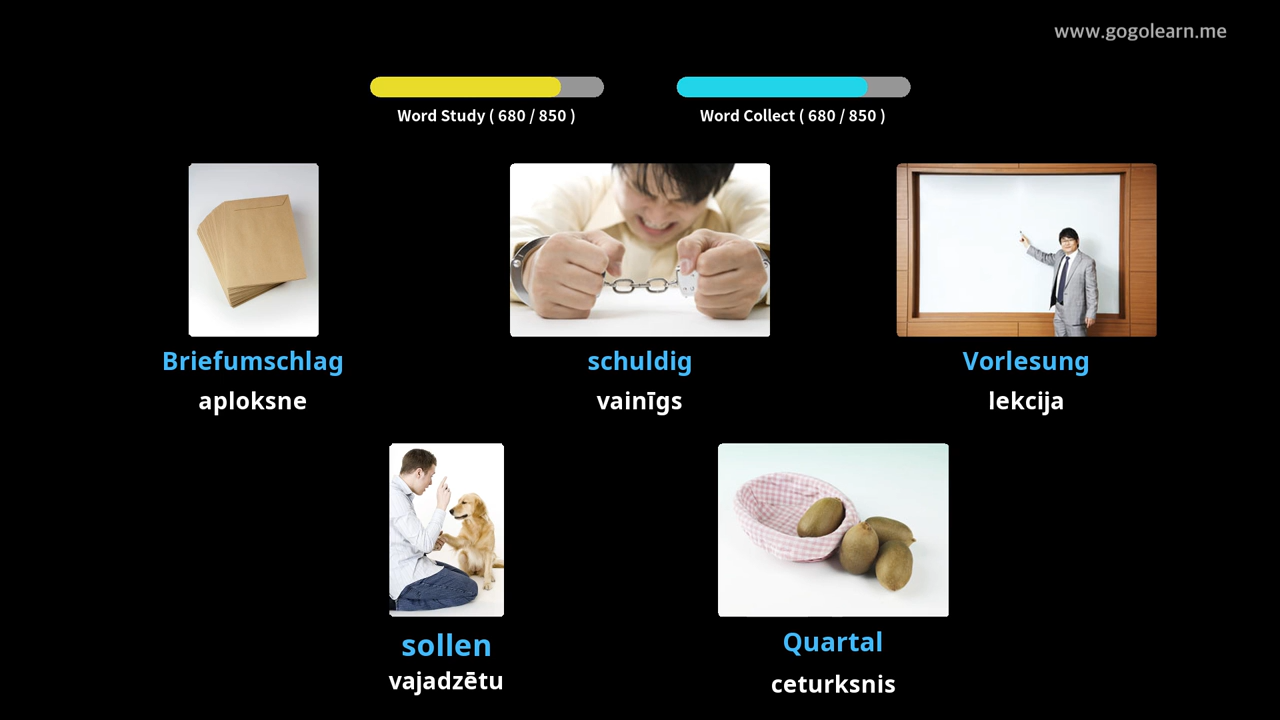 www.gogolearn.me
Word Study ( 680 / 850 )
Word Collect ( 680 / 850 )
Briefumschlag
aploksne
schuldig
vainīgs
Vorlesung
lekcija
sollen
vajadzētu
Quartal
ceturksnis